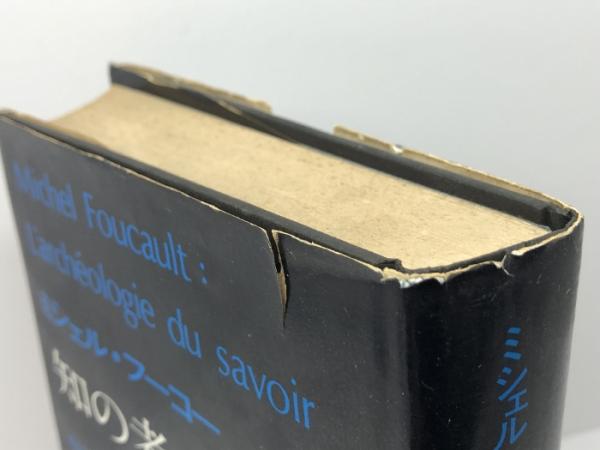 Michel Foucault :
L'archéologie du savoir
ミシェル・フーコー
知の考
ミシェル